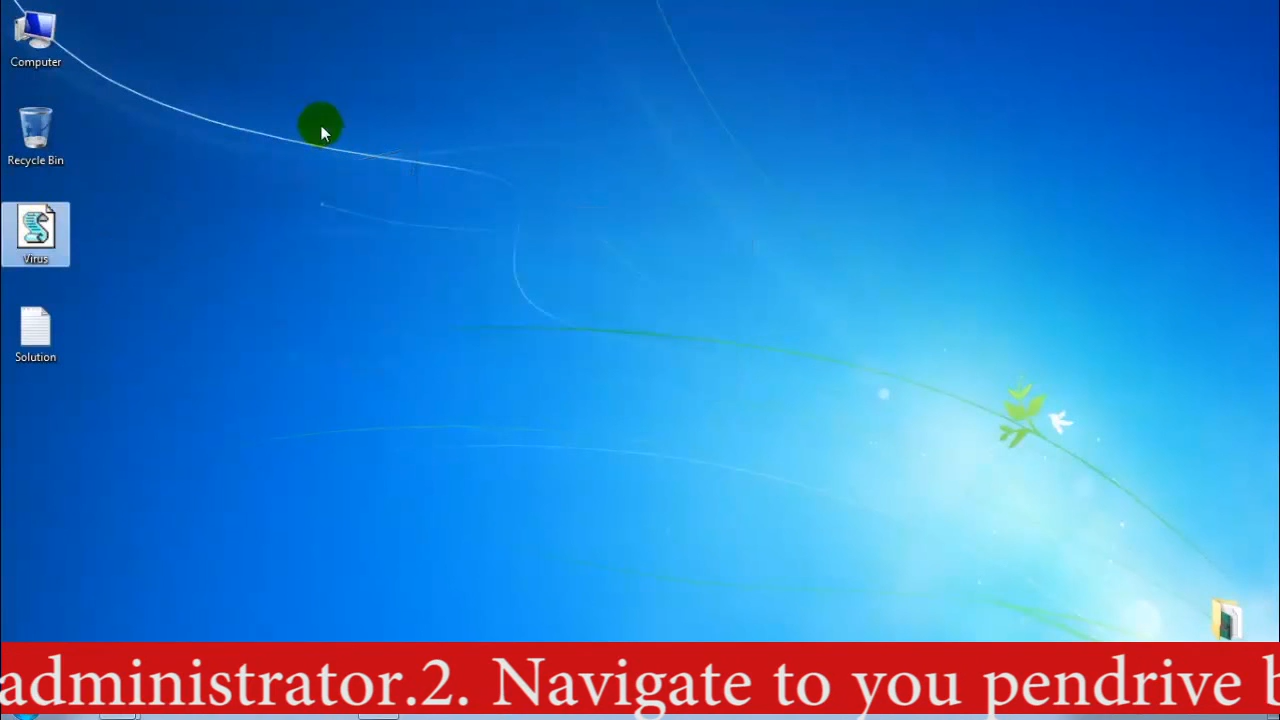 Computer
Recycle Bin
Virus
Solution
administrator.2. Navigate to you pendrive b